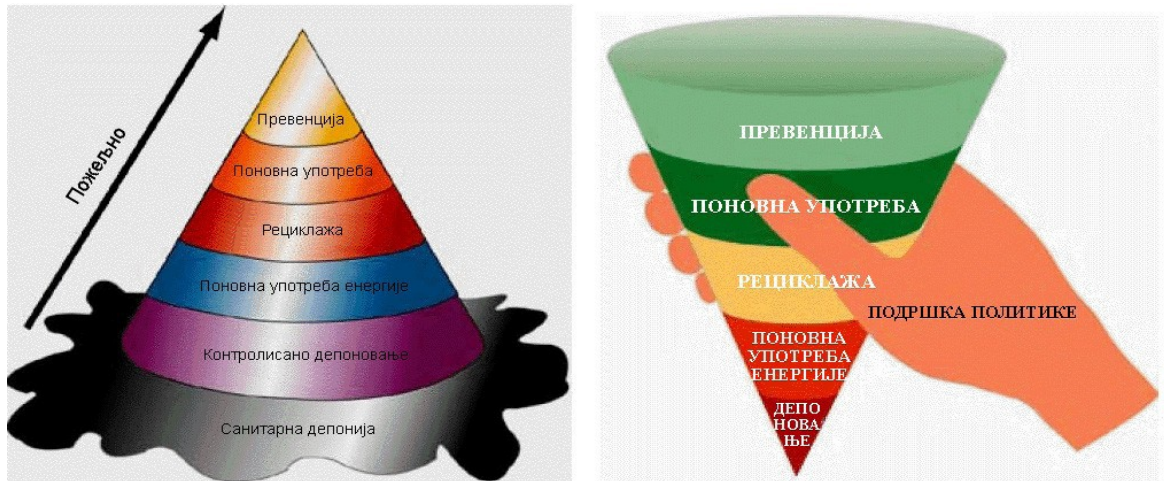 Пожељно
Превенција
Поновна употреба
Рециклажа
Поновна употреба енергије
Контролисано депоновање
Санитарна депонија
ПРЕВЕНЦИЈА
ПОНОВНА УПОТРЕБА
РЕЦИКЛАЖА
ПОДРШКА ПОЛИТИКЕ
ПОНОВНА
УПОТРЕБА
ЕНЕРГИЈЕ
ДЕПО
НОВА
ЊЕ